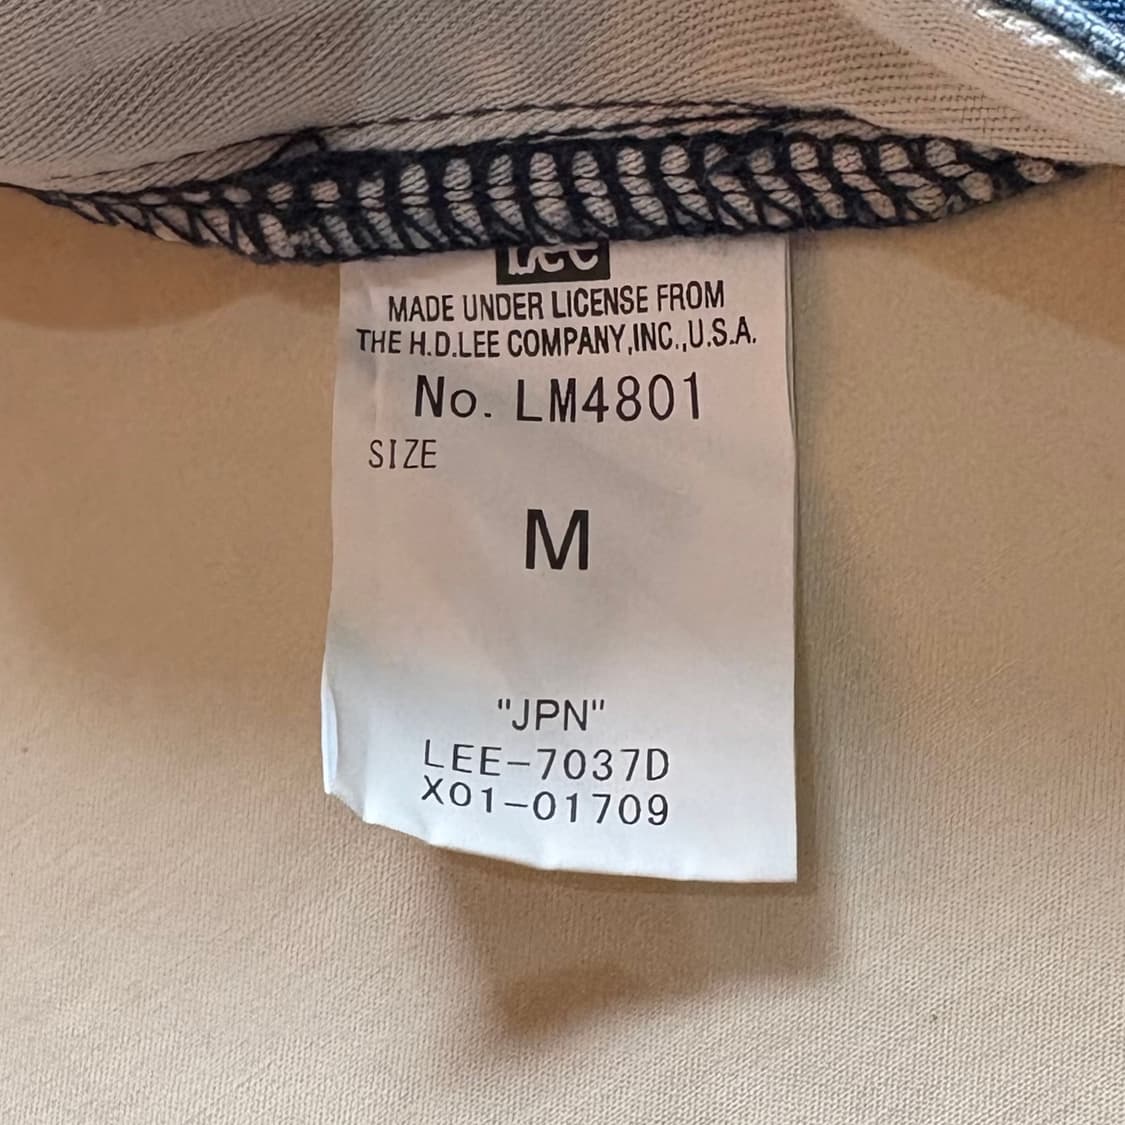 Lee
MADE UNDER LICENSE FROM
THE H.D.LEE COMPANY,INC.,U.S.A.
No. LM4801
SIZE
M
"JPN"
LEE-7037D
X01-01709